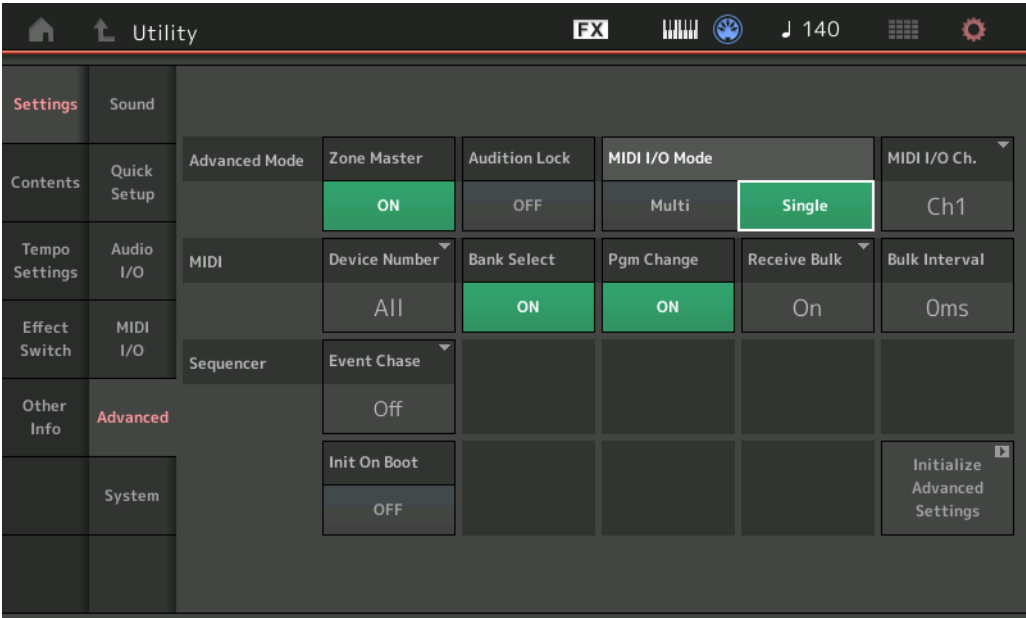 Utility
FX
♩ 140
Settings
Sound
Contents
Quick
Setup
Tempo
Settings
Audio
I/O
Effect
Switch
MIDI
I/O
Other
Info
Advanced
System
Advanced Mode
Zone Master
ON
Audition Lock
OFF
MIDI I/O Mode
Multi
Single
MIDI I/O Ch.
Ch1
MIDI
Device Number
All
Bank Select
ON
Pgm Change
ON
Receive Bulk
On
Bulk Interval
0ms
Sequencer
Event Chase
Off
Init On Boot
OFF
Initialize
Advanced
Settings